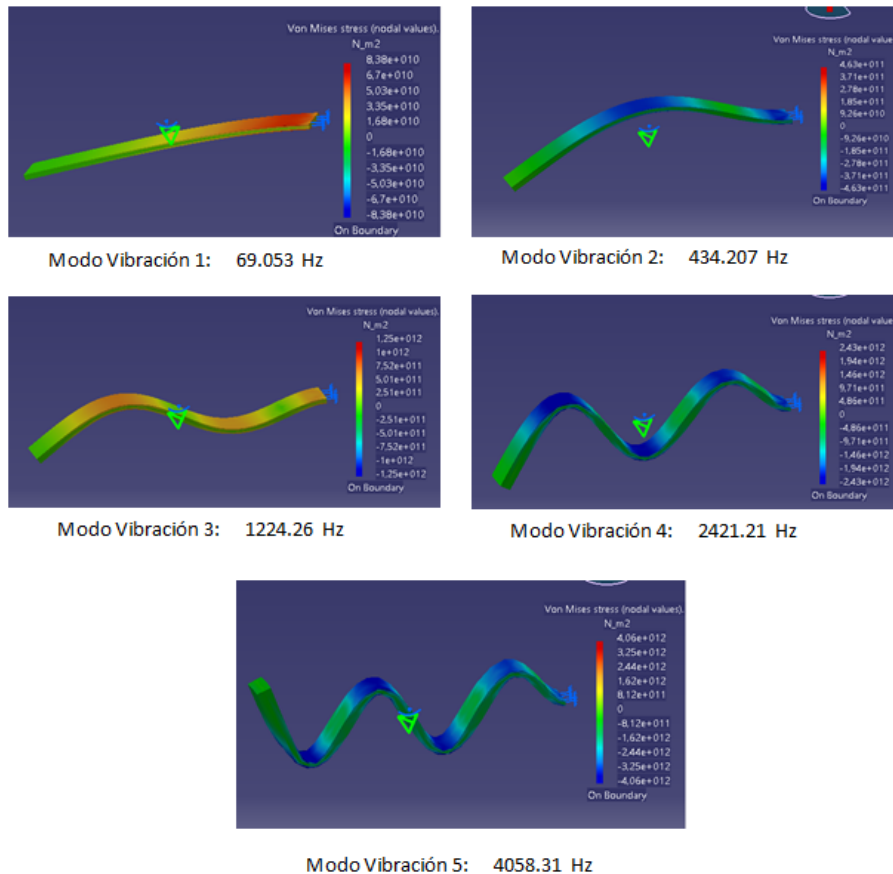 Von Mises stress (nodal values).
N_m2
8,38e+010
6,7e+010
5,03e+010
3,35e+010
1,68e+010
0
-1,68e+010
-3,35e+010
-5,03e+010
-6,7e+010
-8,38e+010
On Boundary
Modo Vibración 1: 69.053 Hz
Von Mises stress (nodal value
N_m2
4,63e+011
3,71e+011
2,78e+011
1,85e+011
9,26e+010
0
-9,26e+010
-1,85e+011
-2,78e+011
-3,71e+011
-4,63e+011
On Boundary
Modo Vibración 2: 434.207 Hz
Von Mises stress (nodal values).
N_m2
1,25e+012
1e+012
7,52e+011
5,01e+011
2,51e+011
0
-2,51e+011
-5,01e+011
-7,52e+011
-1e+012
-1,25e+012
On Boundary
Modo Vibración 3: 1224.26 Hz
Von Mises stress (nodal values
N_m2
2,43e+012
1,94e+012
1,46e+012
9,71e+011
4,86e+011
0
-4,86e+011
-9,71e+011
-1,46e+012
-1,94e+012
-2,43e+012
On Boundary
Modo Vibración 4: 2421.21 Hz
Von Mises stress (nodal values).
N_m2
4,06e+012
3,25e+012
2,44e+012
1,62e+012
8,12e+011
0
-8,12e+011
-1,62e+012
-2,44e+012
-3,25e+012
-4,06e+012
On Boundary
Modo Vibración 5: 4058.31 Hz